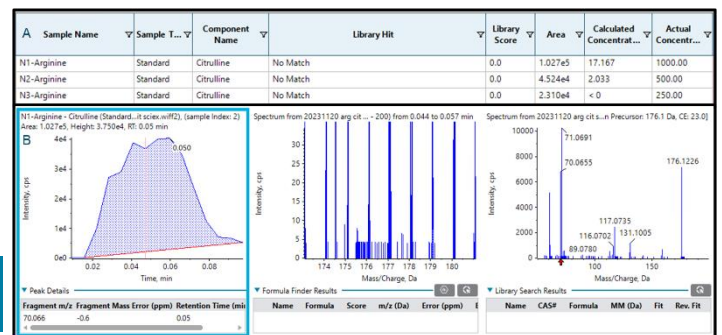 A Sample Name Sample T... Component Name Library Hit Library Score Area Calculated Concentrat... Actual Concentr...
N1-Arginine Standard Citrulline No Match 0.0 1.027e5 17.167 1000.00
N2-Arginine Standard Citrulline No Match 0.0 4.524e4 2.033 500.00
N3-Arginine Standard Citrulline No Match 0.0 2.310e4 < 0 250.00
N1-Arginine - Citrulline (Standard...it sciex.wiff2), (sample Index: 2)
Area: 1.027e5, Height: 3.750e4, RT: 0.05 min
B
0.050
4e4
3e4
2e4
1e4
0e0
Intensity, cps
0.02 0.04 0.06 0.08
Time, min
Peak Details
Fragment m/z Fragment Mass Error (ppm) Retention Time (min
70.066 -0.6 0.05
Spectrum from 20231120 arg cit ... - 200) from 0.044 to 0.057 min
30
25
20
15
10
5
0
Intensity, cps
174 175 176 177 178 179 180
Mass/Charge, Da
Formula Finder Results
Name Formula Score m/z (Da) Error (ppm)
Spectrum from 20231120 arg cit s...n Precursor: 176.1 Da, CE: 23.0]
10000
8000
6000
4000
2000
0
Intensity, cps
71.0691
70.0655
176.1226
117.0735
116.0702
131.1005
89.0780
100 150
Mass/Charge, Da
Library Search Results
Name CAS# Formula MM (Da) Fit Rev. Fit